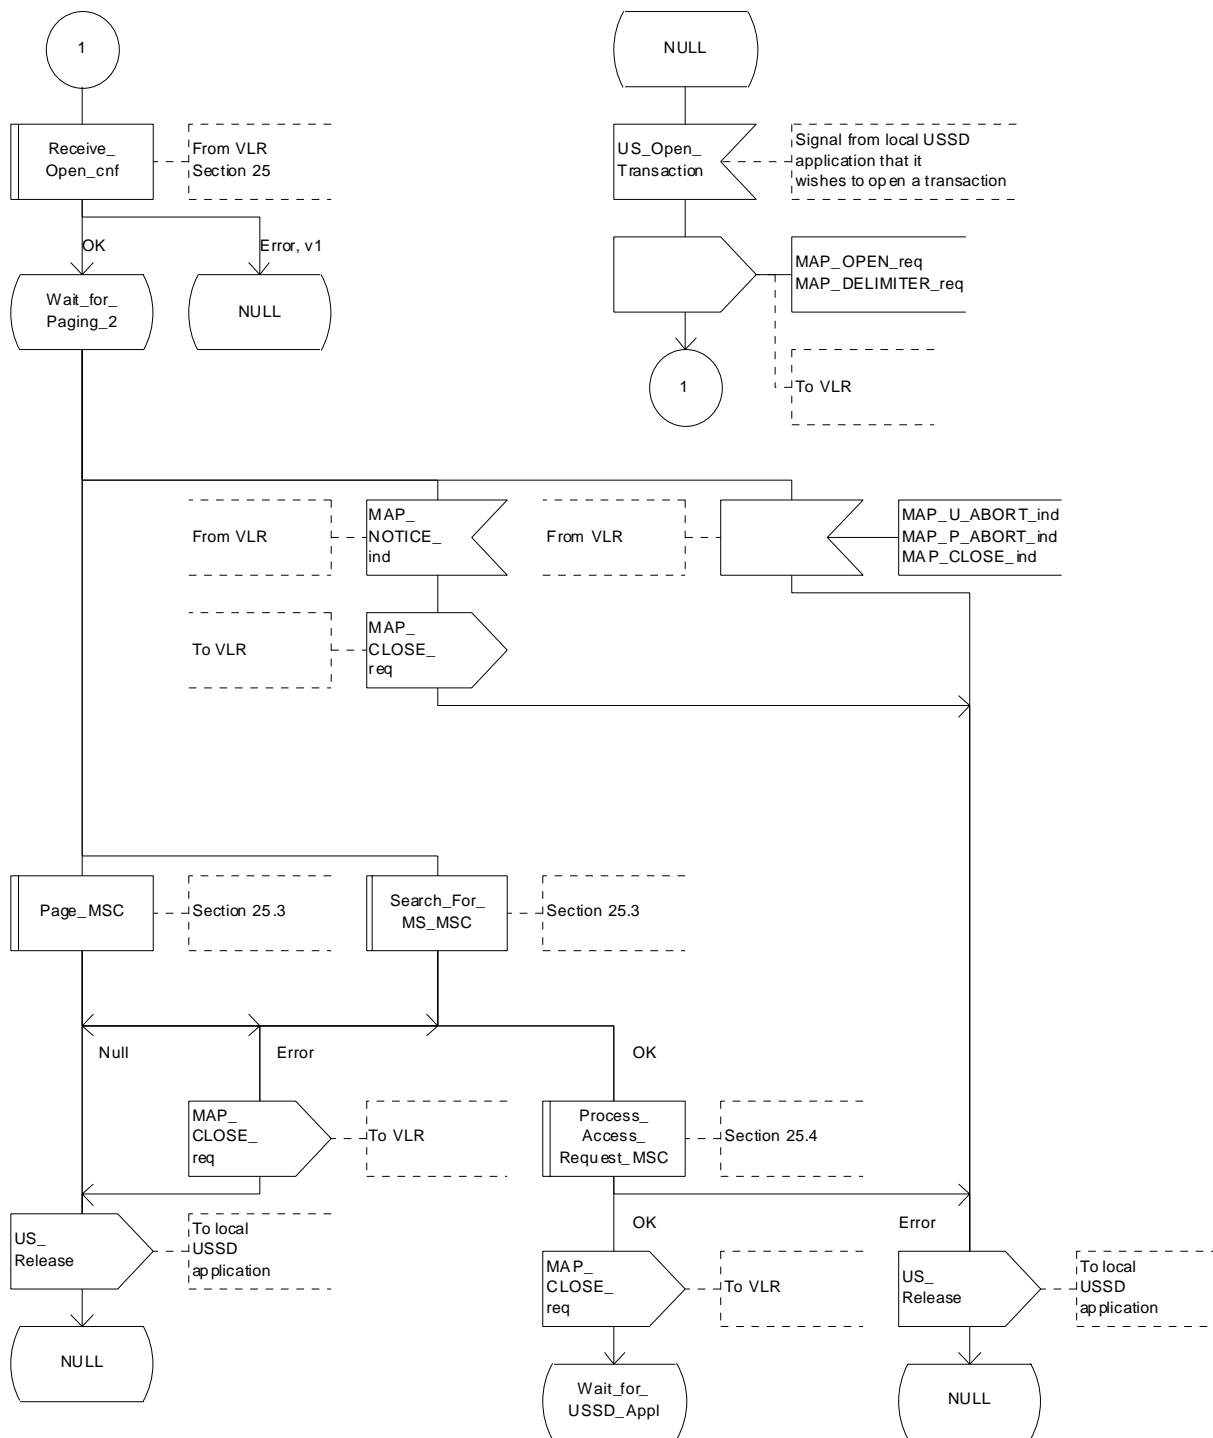 1
NULL
Receive_
Open_cnf
From VLR
Section 25
US_Open_
Transaction
Signal from local USSD
application that it
wishes to open a transaction
OK
Error, v1
Wait_for_
Paging_2
NULL
MAP_OPEN_req
MAP_DELIMITER_req
1
To VLR
From VLR
MAP_
NOTICE_
ind
From VLR
MAP_U_ABORT_ind
MAP_P_ABORT_ind
MAP_CLOSE_ind
To VLR
MAP_
CLOSE_
req
Page_MSC
Section 25.3
Search_For_
MS_MSC
Section 25.3
Null
Error
OK
MAP_
CLOSE_
req
To VLR
Process_
Access_
Request_MSC
Section 25.4
US_
Release
To local
USSD
application
OK
Error
MAP_
CLOSE_
req
To VLR
US_
Release
To local
USSD
application
NULL
Wait_for_
USSD_Appl
NULL